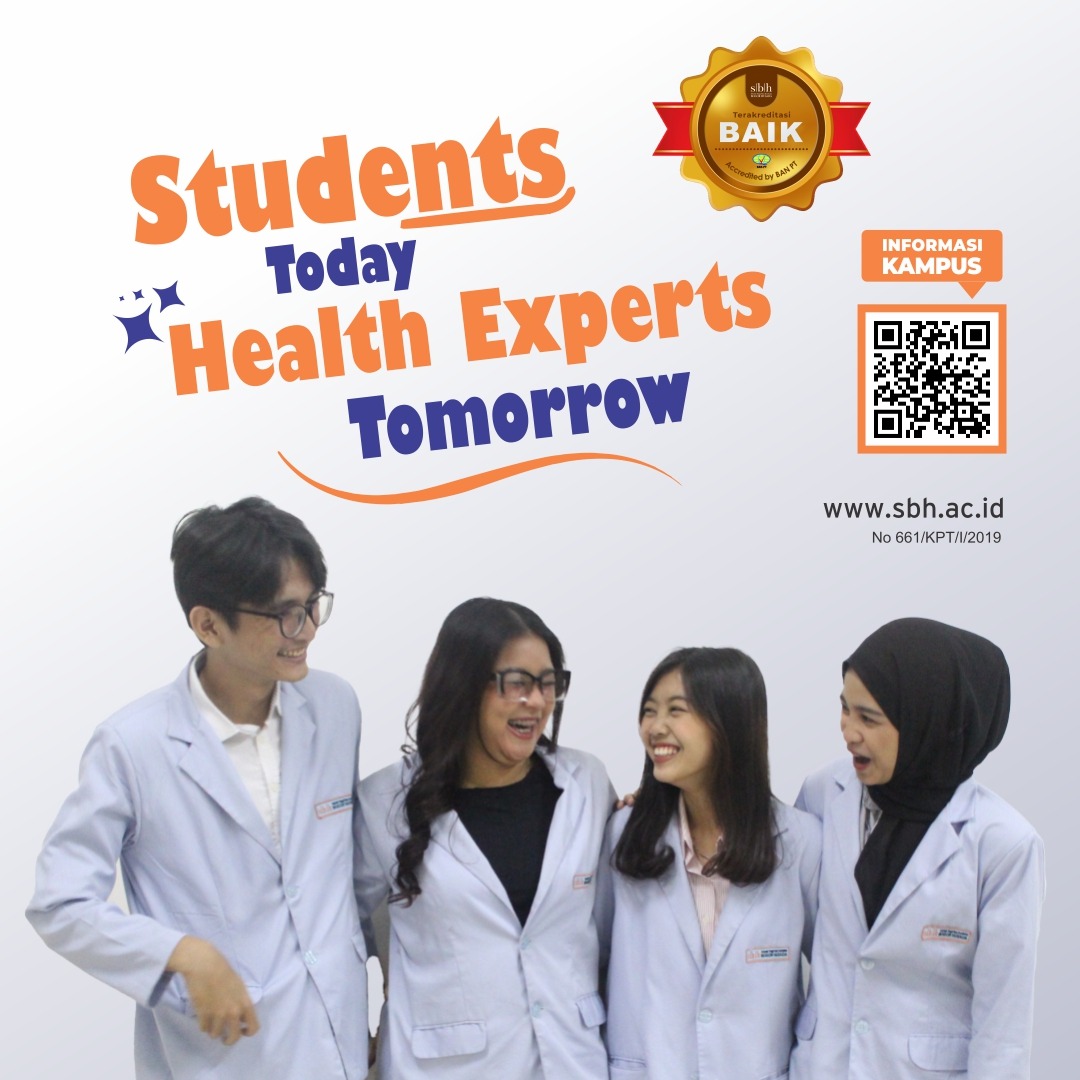 Students
Today
Health Experts
Tomorrow
sbh
Terakreditasi
BAIK
Accredited by BAN PT
INFORMASI
KAMPUS
www.sbh.ac.id
No 661/KPT/I/2019